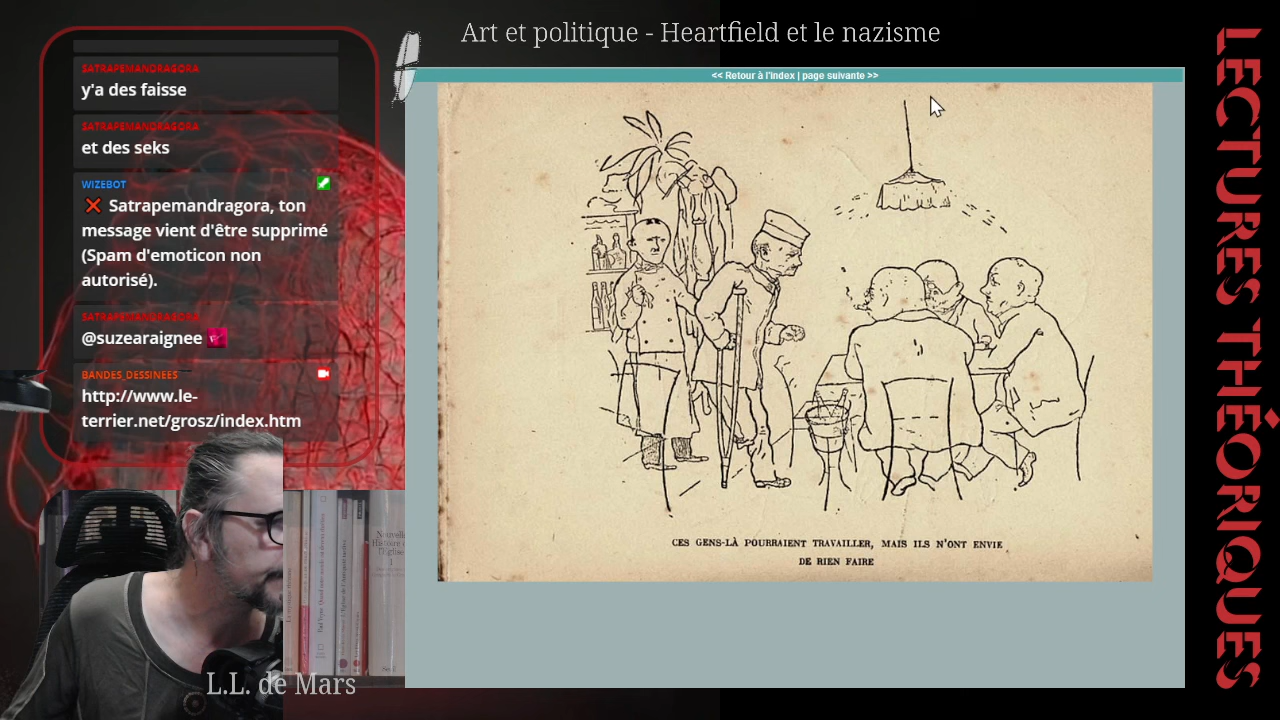 Art et politique - Heartfield et le nazisme
SATRAPEMANDRAGORA
y'a des faisse
SATRAPEMANDRAGORA
et des seks
WIZEBOT
❌ Satrapemandragora, ton
message vient d'être supprimé
(Spam d'emoticon non
autorisé).
SATRAPEMANDRAGORA
@suzearaignee
BANDES_DESSINEES
http://www.le-
terrier.net/grosz/index.htm
<< Retour à l'index | page suivante >>
CES GENS-LÀ POURRAIENT TRAVAILLER, MAIS ILS N'ONT ENVIE
DE RIEN FAIRE
L.L. de Mars
LECTURES THÉORIQUES